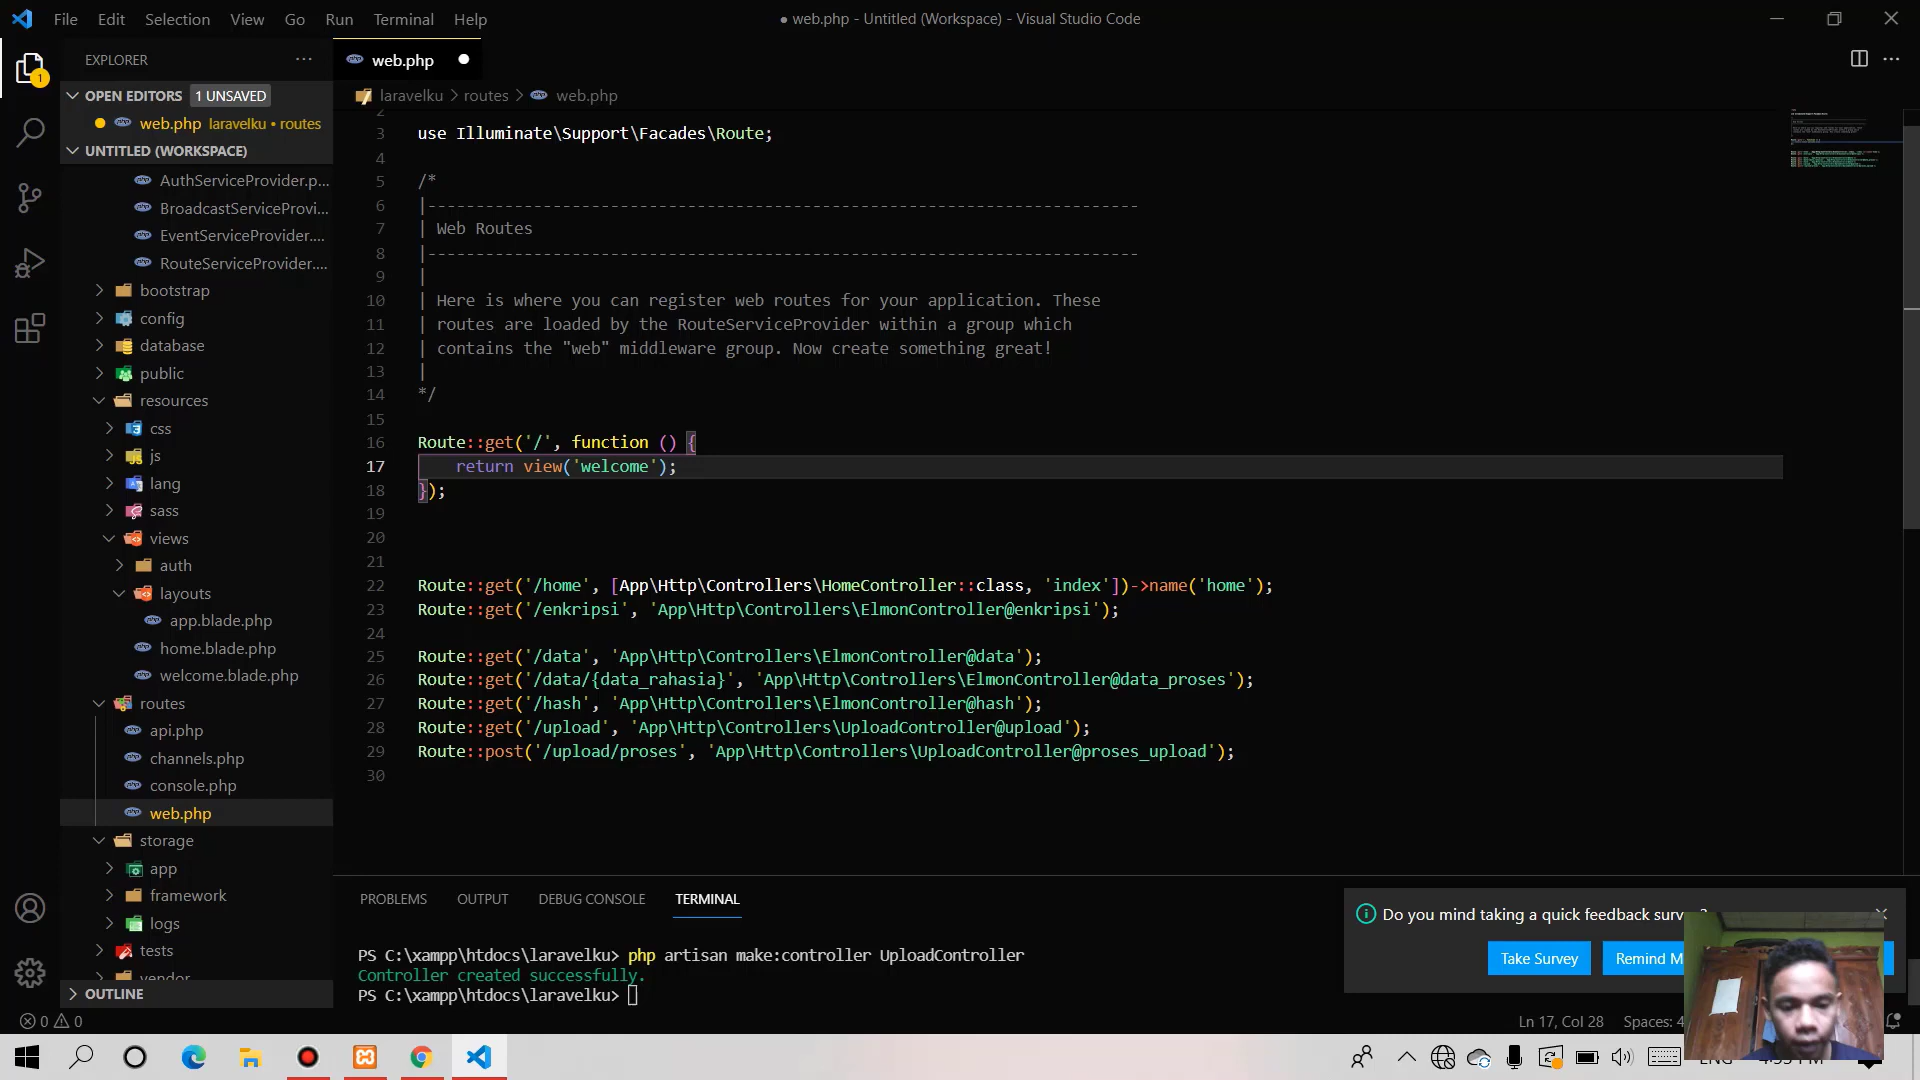 File Edit Selection View Go Run Terminal Help
● web.php - Untitled (Workspace) - Visual Studio Code
EXPLORER
1
OPEN EDITORS 1 UNSAVED
web.php laravelku • routes
UNTITLED (WORKSPACE)
AuthServiceProvider.p...
BroadcastServiceProvi...
EventServiceProvider....
RouteServiceProvider....
bootstrap
config
database
public
resources
css
js
lang
sass
views
auth
layouts
app.blade.php
home.blade.php
welcome.blade.php
routes
api.php
channels.php
console.php
web.php
storage
app
framework
logs
tests
vendor
OUTLINE
web.php
laravelku > routes > web.php
2
3 use Illuminate\Support\Facades\Route;
4
5 /*
6 |--------------------------------------------------------------------------
7 | Web Routes
8 |--------------------------------------------------------------------------
9 |
10 | Here is where you can register web routes for your application. These
11 | routes are loaded by the RouteServiceProvider within a group which
12 | contains the "web" middleware group. Now create something great!
13 |
14 */
15
16 Route::get('/', function () {
17 return view('welcome');
18 });
19
20
21
22 Route::get('/home', [App\Http\Controllers\HomeController::class, 'index'])->name('home');
23 Route::get('/enkripsi', 'App\Http\Controllers\ElmonController@enkripsi');
24
25 Route::get('/data', 'App\Http\Controllers\ElmonController@data');
26 Route::get('/data/{data_rahasia}', 'App\Http\Controllers\ElmonController@data_proses');
27 Route::get('/hash', 'App\Http\Controllers\ElmonController@hash');
28 Route::get('/upload', 'App\Http\Controllers\UploadController@upload');
29 Route::post('/upload/proses', 'App\Http\Controllers\UploadController@proses_upload');
30
PROBLEMS OUTPUT DEBUG CONSOLE TERMINAL
PS C:\xampp\htdocs\laravelku> php artisan make:controller UploadController
Controller created successfully.
PS C:\xampp\htdocs\laravelku>
Do you mind taking a quick feedback surv
Take Survey
Remind M
0 0
Ln 17, Col 28 Spaces: 4